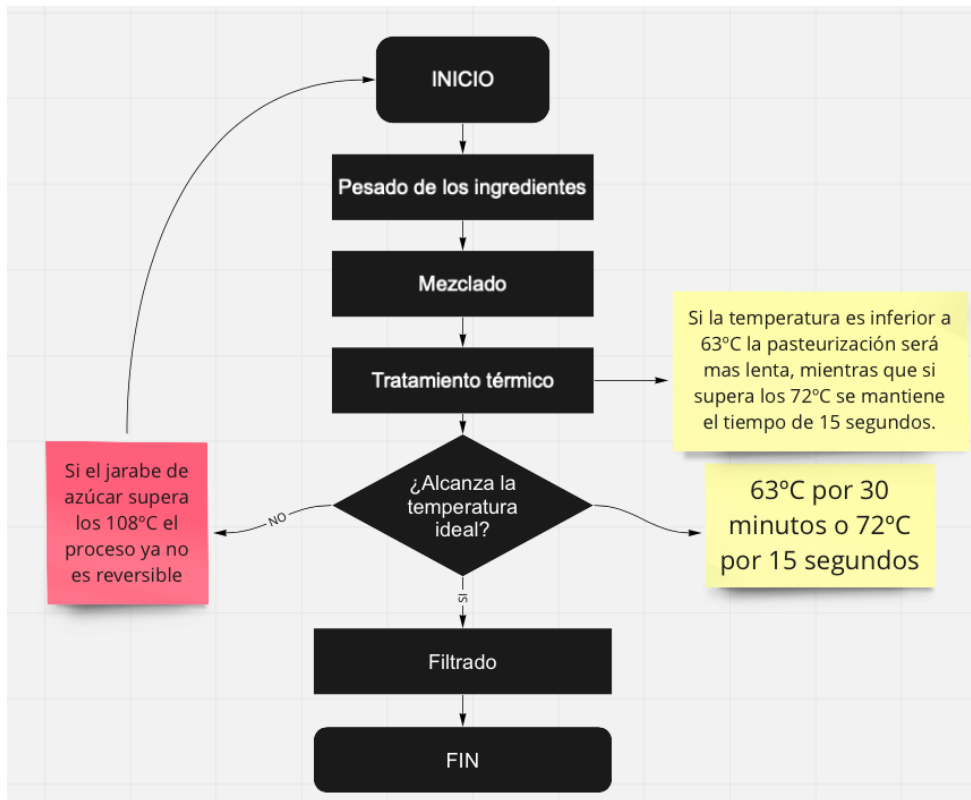 INICIO
Pesado de los ingredientes
Mezclado
Tratamiento térmico
Si la temperatura es inferior a
63ºC la pasteurización será
mas lenta, mientras que si
supera los 72ºC se mantiene
el tiempo de 15 segundos.
¿Alcanza la
temperatura
ideal?
63ºC por 30
minutos o 72ºC
por 15 segundos
NO
Si el jarabe de
azúcar supera
los 108ºC el
proceso ya no
es reversible
SI
Filtrado
FIN